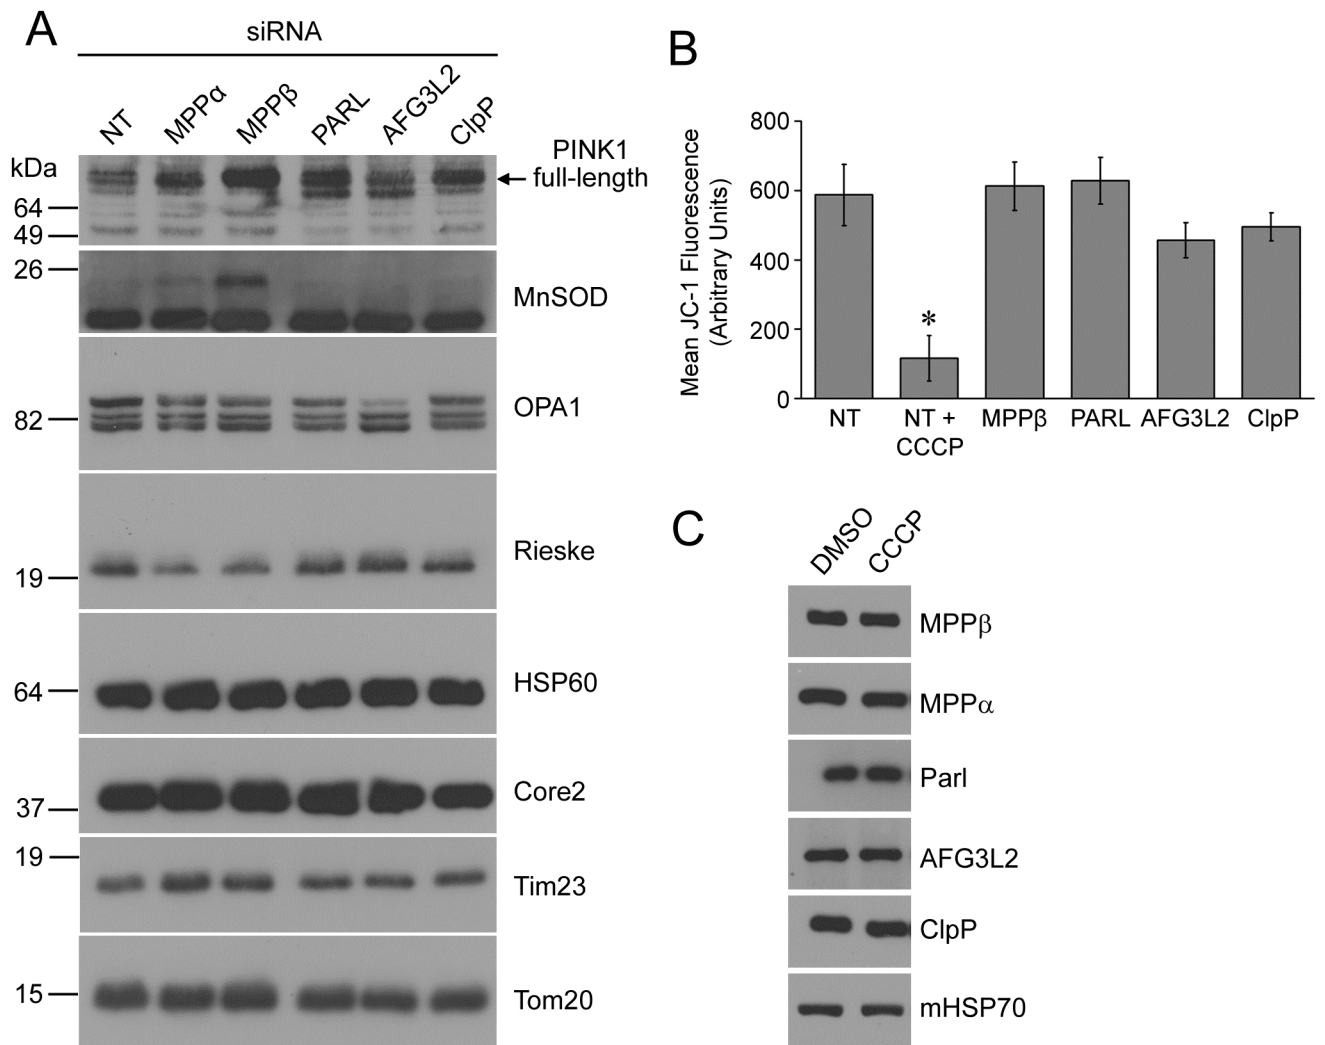 A
siRNA
NT
MPPα
MPPβ
PARL
AFG3L2
ClpP
kDa
PINK1
full-length
64
49
26
MnSOD
OPA1
82
Rieske
19
HSP60
64
Core2
37
19
Tim23
15
Tom20
B
Mean JC-1 Fluorescence
(Arbitrary Units)
800
600
400
200
0
*
NT
NT +
CCCP
MPPβ
PARL
AFG3L2
ClpP
C
DMSO
CCCP
MPPβ
MPPα
Parl
AFG3L2
ClpP
mHSP70